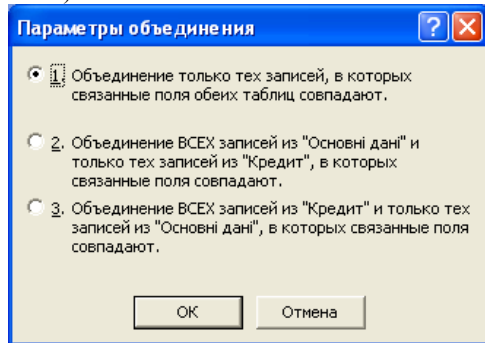 Параметры объединения
1. Объединение только тех записей, в которых
связанные поля обеих таблиц совпадают.
2. Объединение ВСЕХ записей из "Основні дані" и
только тех записей из "Кредит", в которых
связанные поля совпадают.
3. Объединение ВСЕХ записей из "Кредит" и только тех
записей из "Основні дані", в которых связанные поля
совпадают.
ОК
Отмена